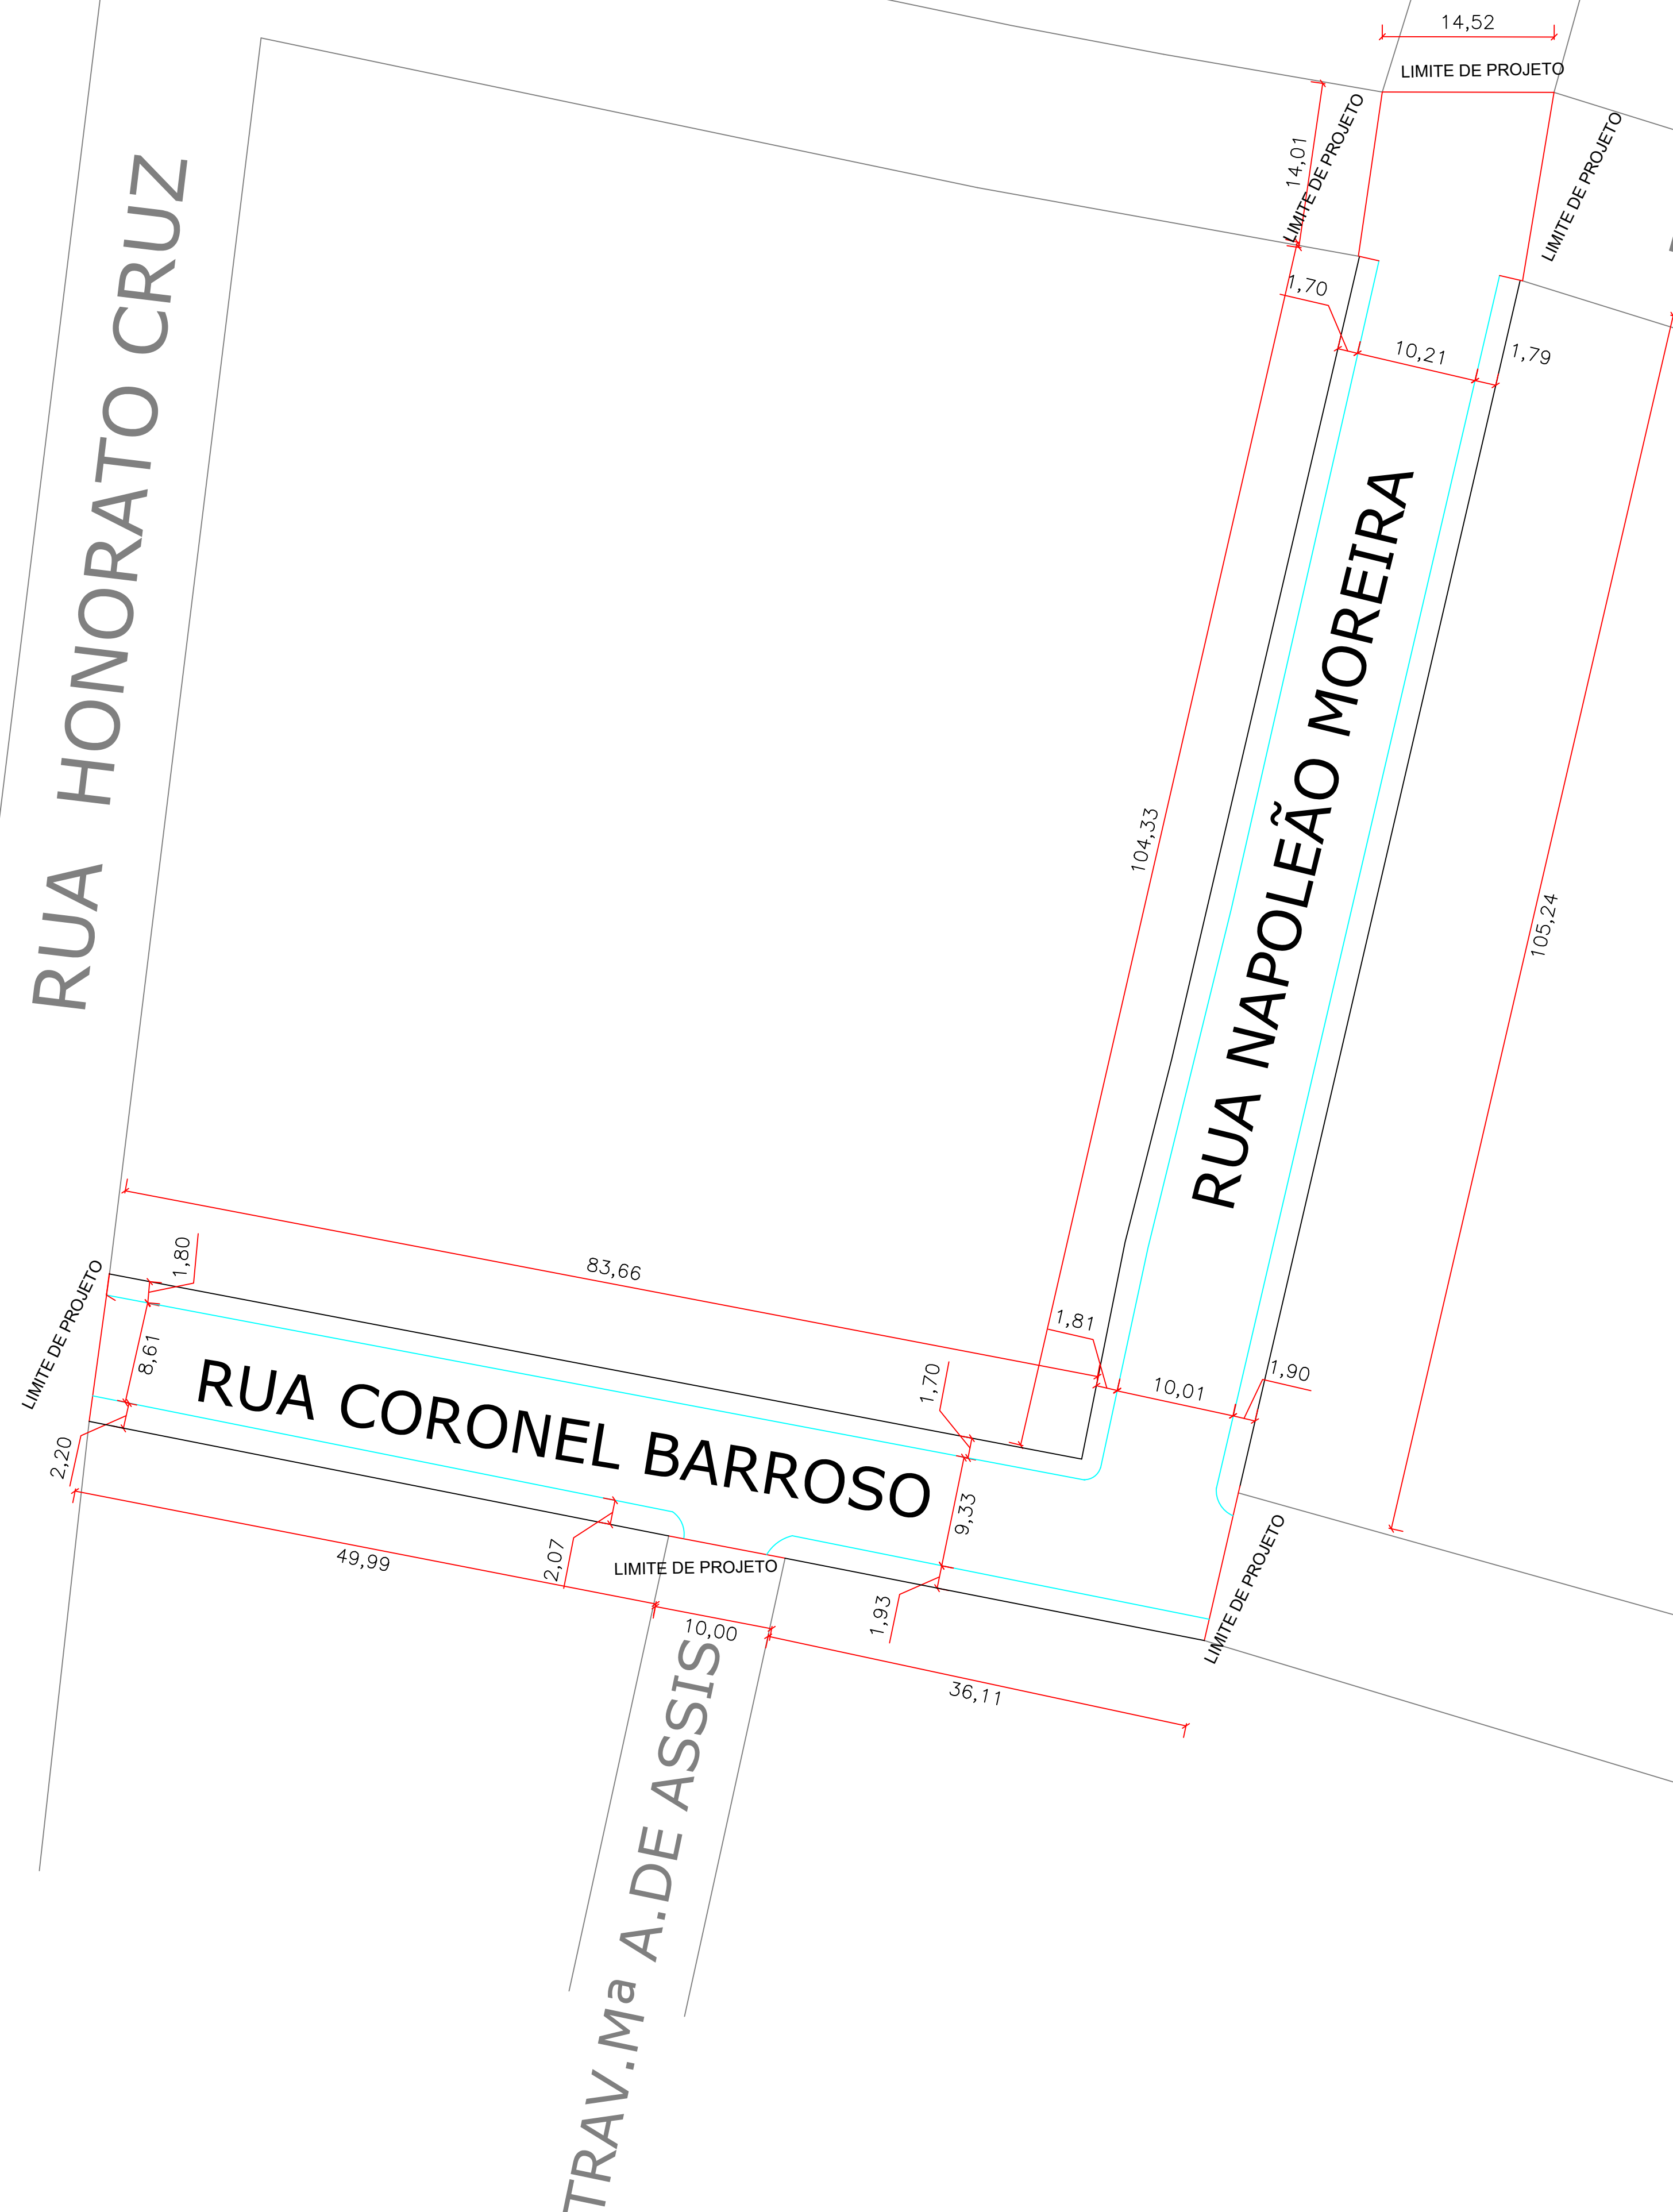 14,52
LIMITE DE PROJETO
LIMITE DE PROJETO
LIMITE DE PROJETO
14,01
RUA HONORATO CRUZ
1,70
10,21
1,79
RUA NAPOLEÃO MOREIRA
104,33
105,24
83,66
1,80
LIMITE DE PROJETO
8,61
1,81
1,70
10,01
1,90
RUA CORONEL BARROSO
2,20
9,33
49,99
2,07
LIMITE DE PROJETO
LIMITE DE PROJETO
1,93
10,00
36,11
TRAV.Mª A.DE ASSIS